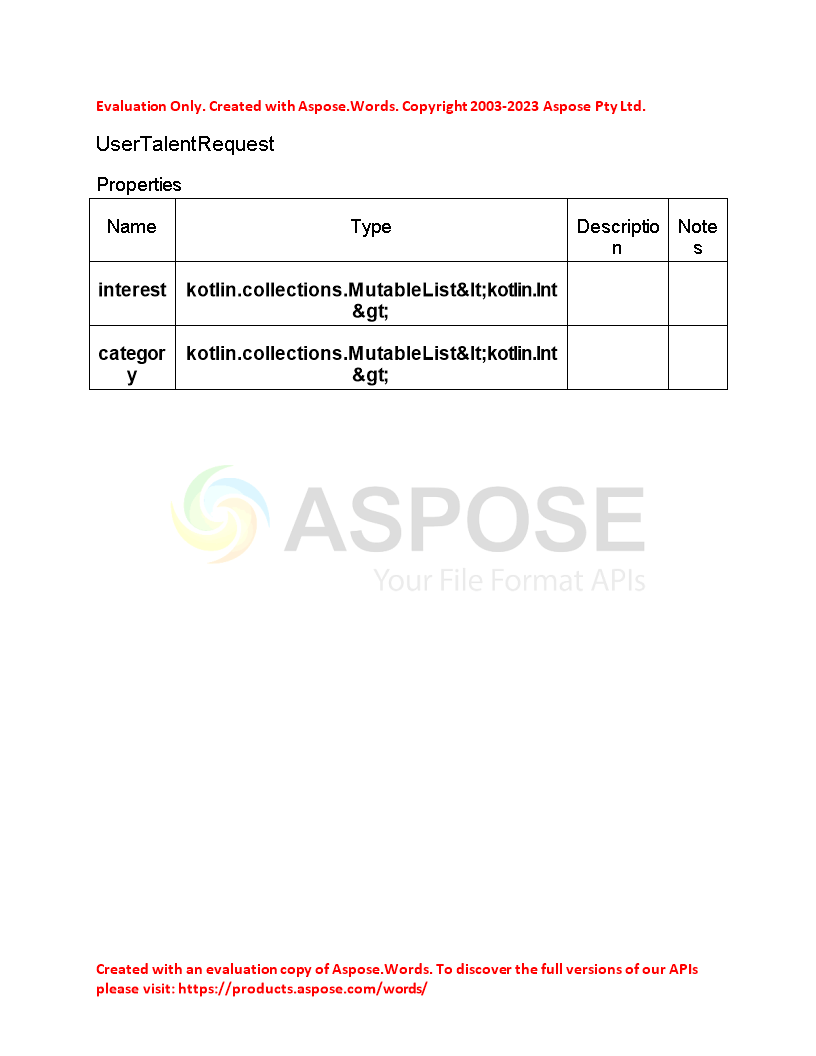 Evaluation Only. Created with Aspose.Words. Copyright 2003-2023 Aspose Pty Ltd.
UserTalentRequest
Properties
Name Type Descriptio Note
n s
interest kotlin.collections.MutableList&lt;kotlin.Int
&gt;
categor kotlin.collections.MutableList&lt;kotlin.Int
y &gt;
ASPOSE
Your File Format APIs
Created with an evaluation copy of Aspose.Words. To discover the full versions of our APIs
please visit: https://products.aspose.com/words/